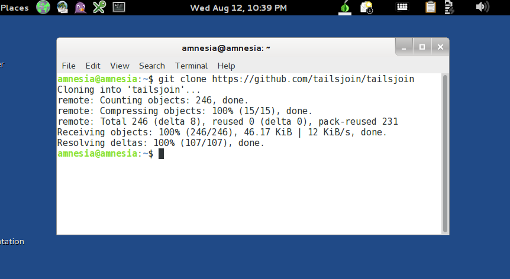 Places Wed Aug 12, 10:39 PM
amnesia@amnesia: ~
File Edit View Search Terminal Help
amnesia@amnesia:~$ git clone https://github.com/tailsjoin/tailsjoin
Cloning into 'tailsjoin'...
remote: Counting objects: 246, done.
remote: Compressing objects: 100% (15/15), done.
remote: Total 246 (delta 8), reused 0 (delta 0), pack-reused 231
Receiving objects: 100% (246/246), 46.17 KiB | 12 KiB/s, done.
Resolving deltas: 100% (107/107), done.
amnesia@amnesia:~$
ntation